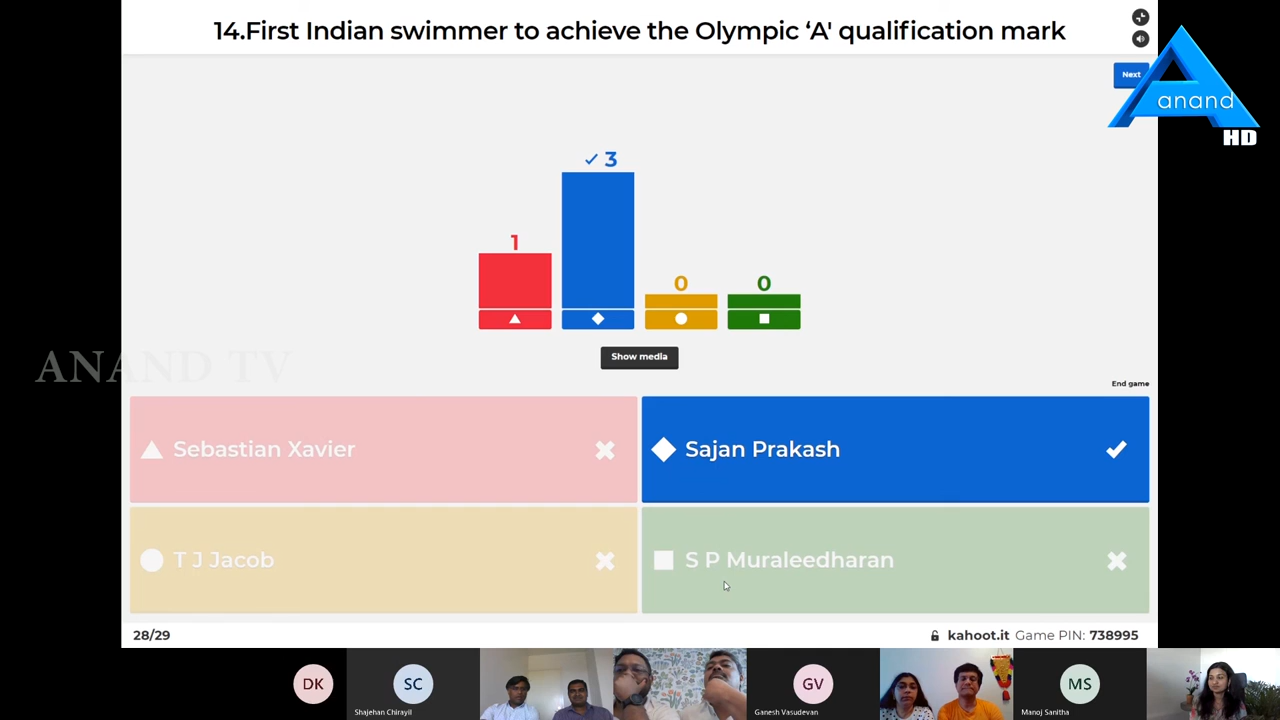 14.First Indian swimmer to achieve the Olympic ‘A' qualification mark
Next
anand
HD
3
1
0
0
Show media
ANAND TV
End game
Sebastian Xavier
Sajan Prakash
T J Jacob
S P Muraleedharan
28/29
kahoot.it Game PIN: 738995
DK
SC
GV
MS
Shajehan Chirayil
Ganesh Vasudevan
Manoj Sanitha